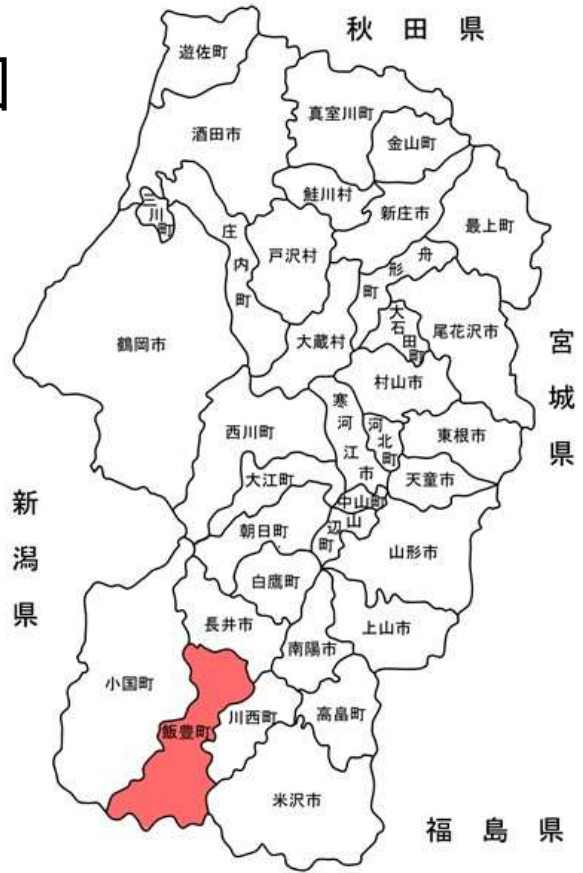 秋田県
遊佐町
真室川町
酒田市
金山町
鮭川村
三川町
新庄市
最上町
庄内町
戸沢村
舟形町
大石田町
尾花沢市
鶴岡市
大蔵村
宮城県
村山市
寒河江市
西川町
河北町
東根市
大江町
天童市
中山町
新潟県
朝日町
山辺町
山形市
白鷹町
長井市
上山市
南陽市
小国町
飯豊町
川西町
高畠町
米沢市
福島県